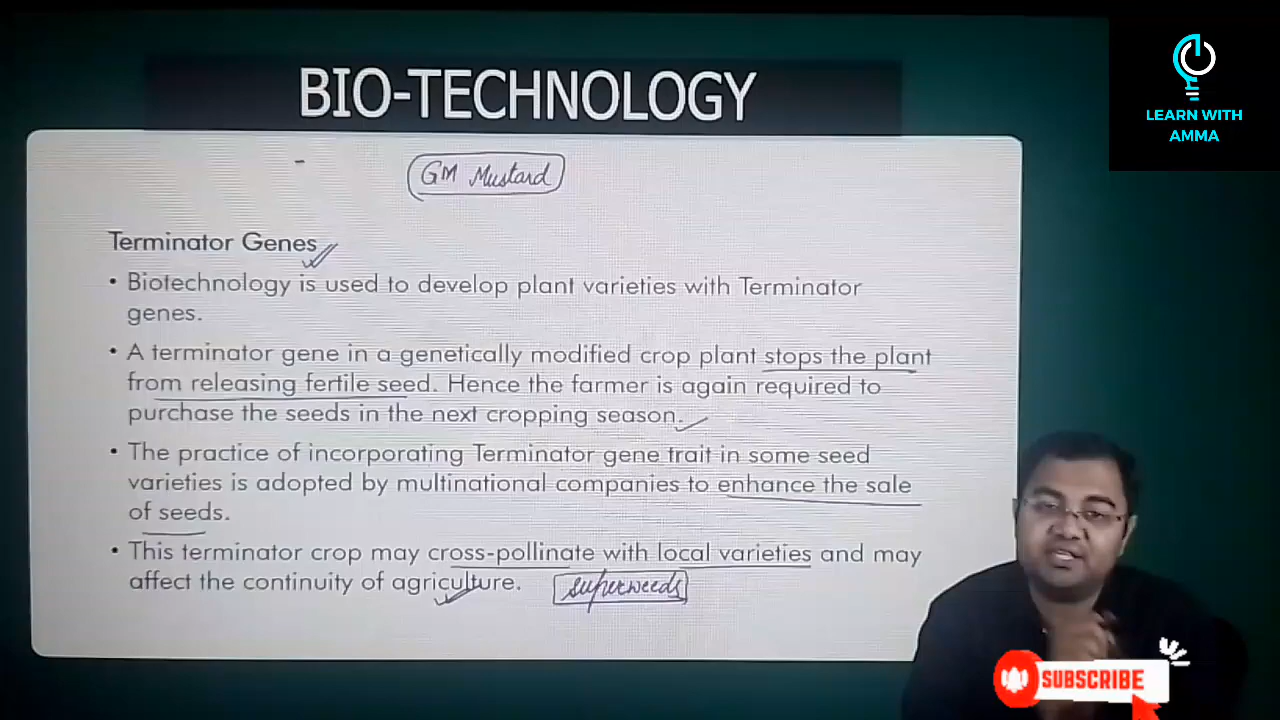 BIO-TECHNOLOGY
LEARN WITH
AMMA
GM Mustard
Terminator Genes
• Biotechnology is used to develop plant varieties with Terminator
genes.
• A terminator gene in a genetically modified crop plant stops the plant
from releasing fertile seed. Hence the farmer is again required to
purchase the seeds in the next cropping season.
• The practice of incorporating Terminator gene trait in some seed
varieties is adopted by multinational companies to enhance the sale
of seeds.
• This terminator crop may cross-pollinate with local varieties and may
affect the continuity of agriculture.
superweeds
SUBSCRIBE